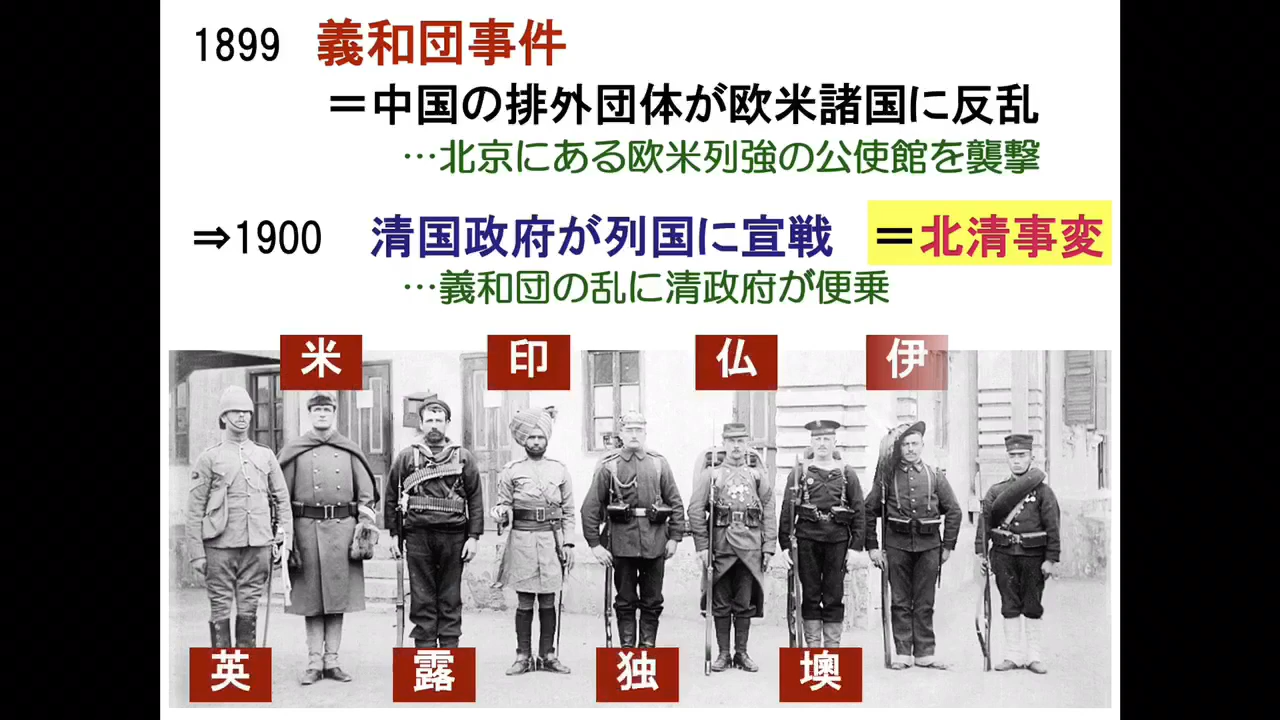 1899 義和団事件
＝中国の排外団体が欧米諸国に反乱
…北京にある欧米列強の公使館を襲撃
⇒1900 清国政府が列国に宣戦 ＝北清事変
…義和団の乱に清政府が便乗
米 印 仏 伊
英 露 独 墺